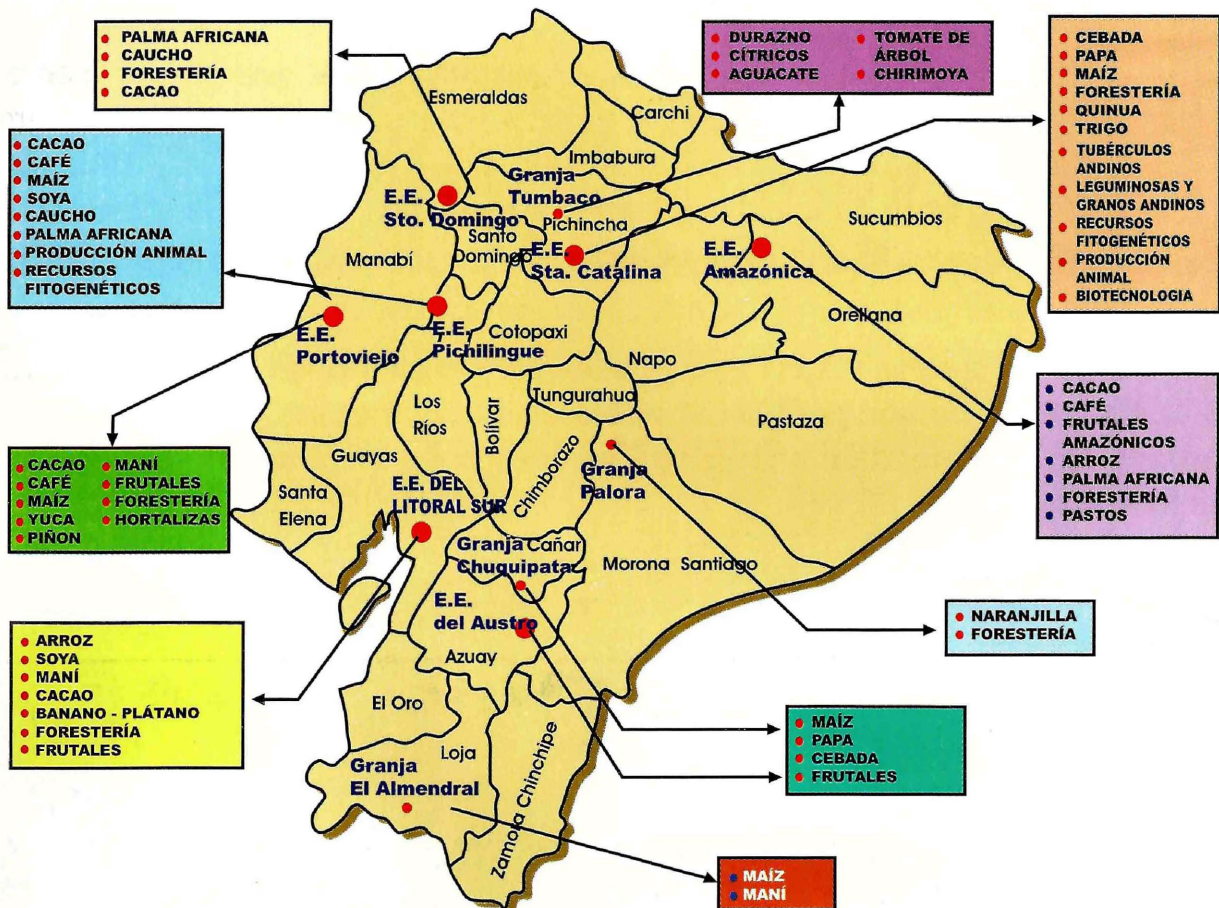 PALMA AFRICANA
CAUCHO
FORESTERÍA
CACAO
DURAZNO
CÍTRICOS
AGUACATE
TOMATE DE
ÁRBOL
CHIRIMOYA
CEBADA
PAPA
MAÍZ
FORESTERÍA
QUINUA
TRIGO
TUBÉRCULOS
ANDINOS
LEGUMINOSAS Y
GRANOS ANDINOS
RECURSOS
FITOGENÉTICOS
PRODUCCIÓN
ANIMAL
BIOTECNOLOGIA
CACAO
CAFÉ
MAÍZ
SOYA
CAUCHO
PALMA AFRICANA
PRODUCCIÓN ANIMAL
RECURSOS
FITOGENÉTICOS
Esmeraldas
Carchi
Imbabura
Granja
Tumbaco
Pichincha
E.E.
Sto. Domingo
Santo
Domingo
E.E.
Sta. Catalina
Sucumbios
E.E.
Amazónica
Orellana
Manabí
E.E.
Portoviejo
E.E.
Pichilingue
Cotopaxi
Napo
Tungurahua
Pastaza
Los
Ríos
Bolívar
Chimborazo
Guayas
Santa
Elena
E.E. DEL
LITORAL SUR
Granja
Palora
Granja
Chuquipata
Cañar
Morona Santiago
E.E.
del Austro
Azuay
El Oro
Loja
Granja
El Almendral
Zamora Chinchipe
CACAO
CAFÉ
FRUTALES
AMAZÓNICOS
ARROZ
PALMA AFRICANA
FORESTERÍA
PASTOS
CACAO
CAFÉ
MAÍZ
YUCA
PIÑON
MANÍ
FRUTALES
FORESTERÍA
HORTALIZAS
NARANJILLA
FORESTERÍA
ARROZ
SOYA
MANÍ
CACAO
BANANO - PLÁTANO
FORESTERÍA
FRUTALES
MAÍZ
PAPA
CEBADA
FRUTALES
MAÍZ
MANÍ